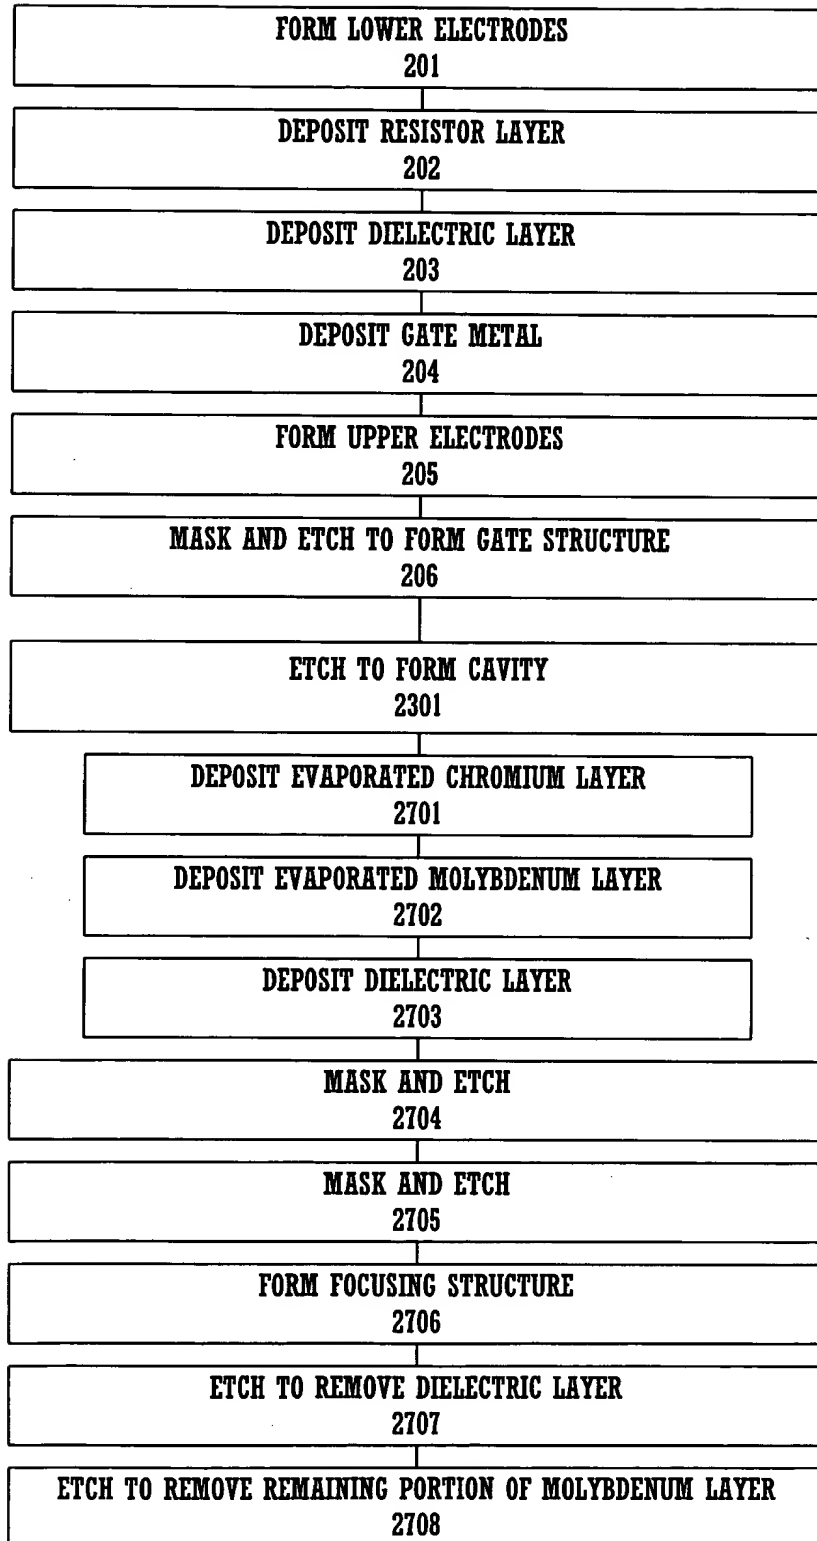 FORM LOWER ELECTRODES
201
DEPOSIT RESISTOR LAYER
202
DEPOSIT DIELECTRIC LAYER
203
DEPOSIT GATE METAL
204
FORM UPPER ELECTRODES
205
MASK AND ETCH TO FORM GATE STRUCTURE
206
ETCH TO FORM CAVITY
2301
DEPOSIT EVAPORATED CHROMIUM LAYER
2701
DEPOSIT EVAPORATED MOLYBDENUM LAYER
2702
DEPOSIT DIELECTRIC LAYER
2703
MASK AND ETCH
2704
MASK AND ETCH
2705
FORM FOCUSING STRUCTURE
2706
ETCH TO REMOVE DIELECTRIC LAYER
2707
ETCH TO REMOVE REMAINING PORTION OF MOLYBDENUM LAYER
2708